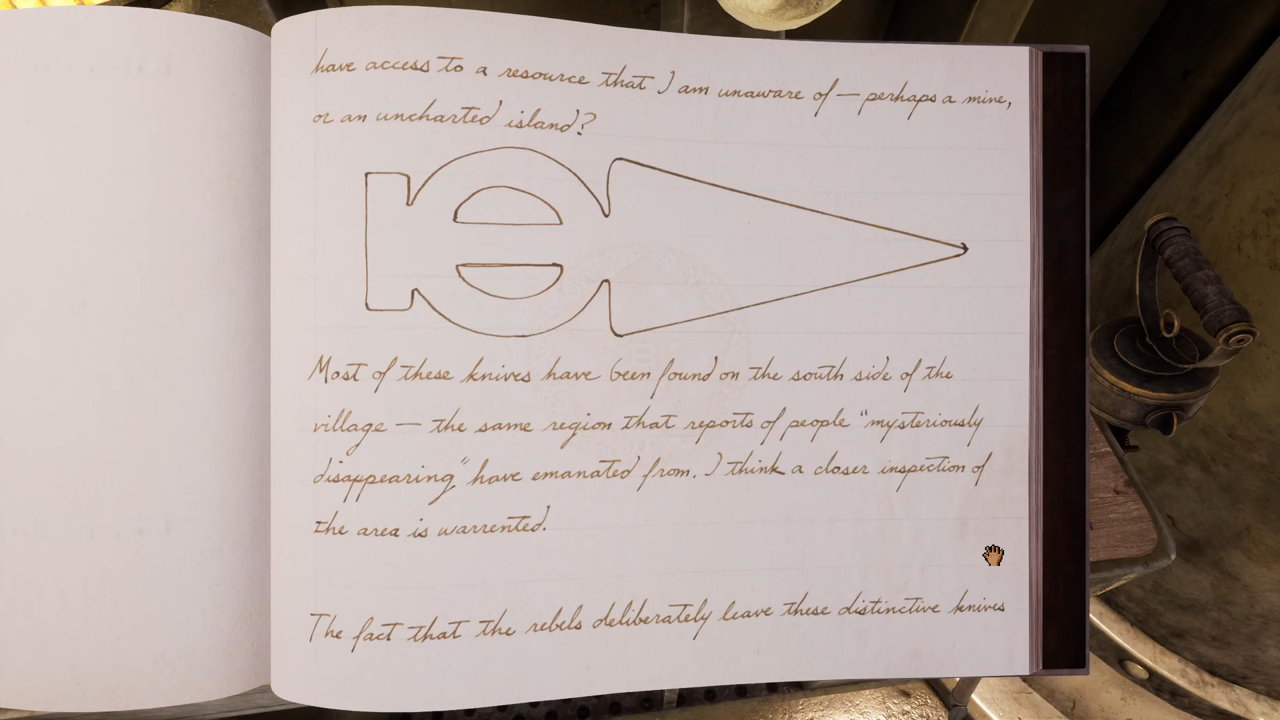 have access to a resource that I am unaware of — perhaps a mine,
or an uncharted island?
Most of these knives have been found on the south side of the
village — the same region that reports of people "mysteriously
disappearing" have emanated from. I think a closer inspection of
the area is warrented.
The fact that the rebels deliberately leave these distinctive knives